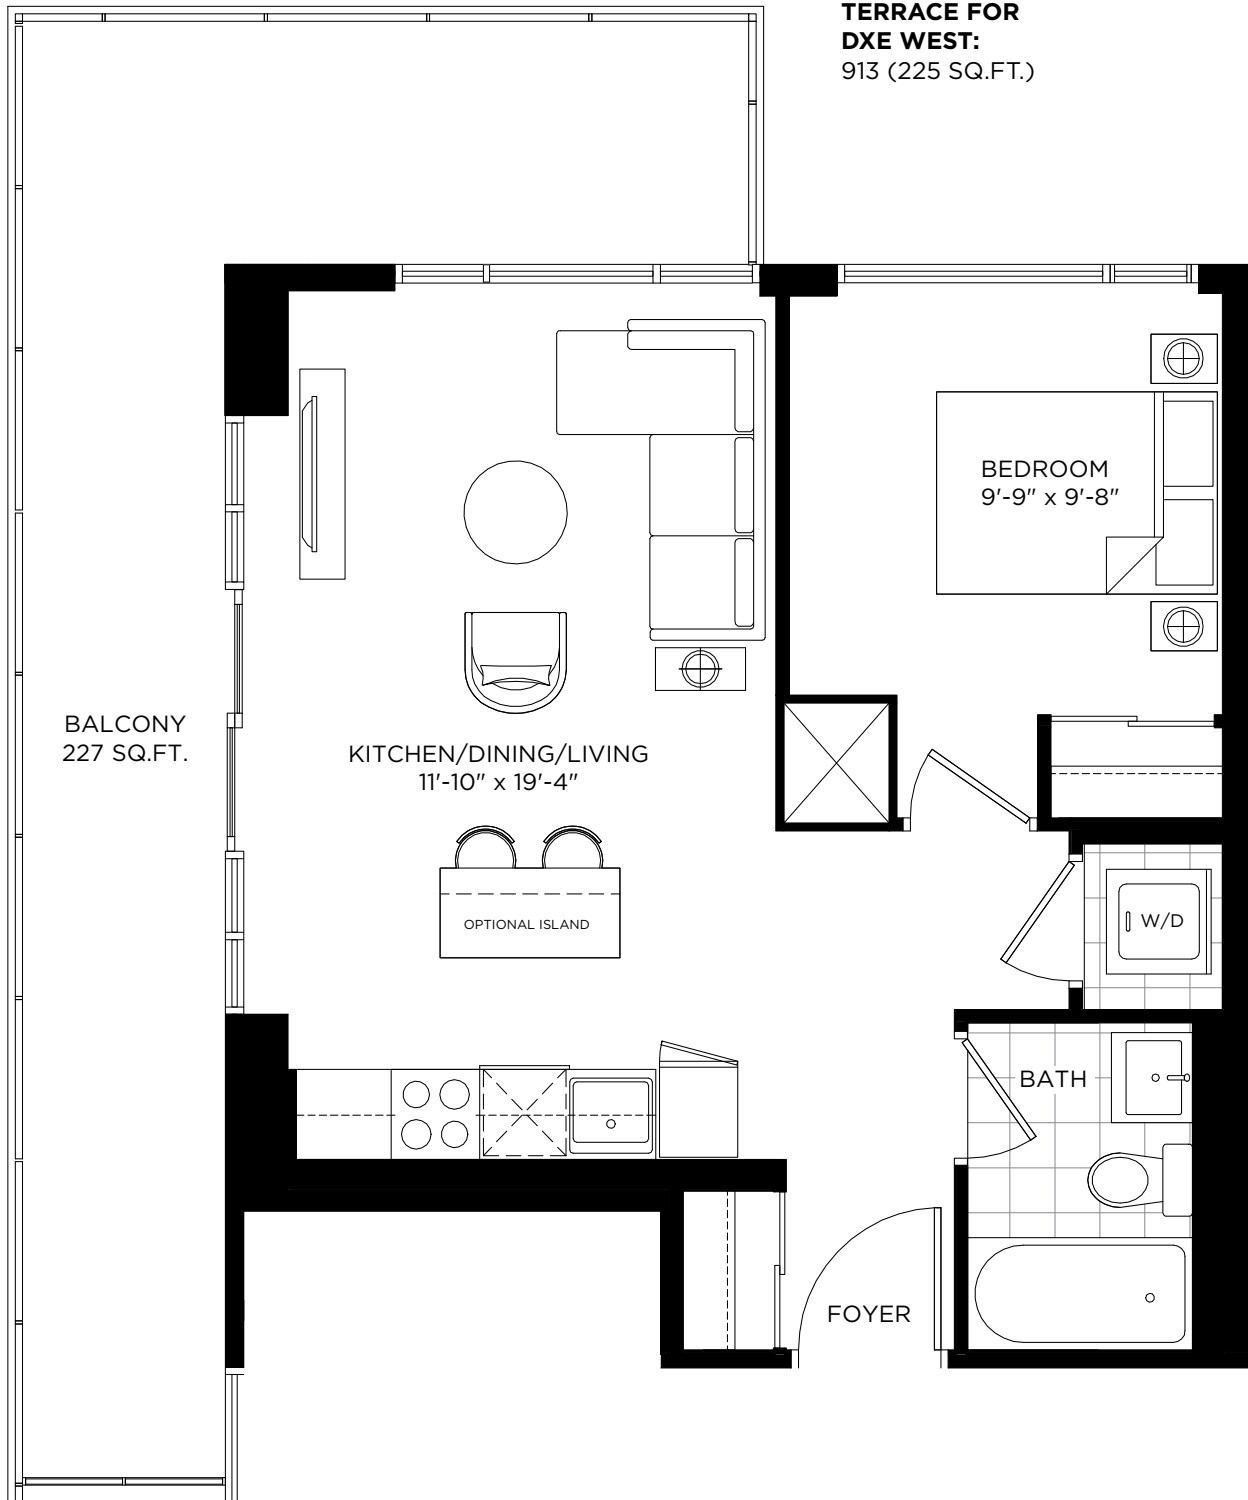 TERRACE FOR
DXE WEST:
913 (225 SQ.FT.)
BEDROOM
9'-9" x 9'-8"
BALCONY
227 SQ.FT.
KITCHEN/DINING/LIVING
11'-10" x 19'-4"
OPTIONAL ISLAND
W/D
BATH
FOYER